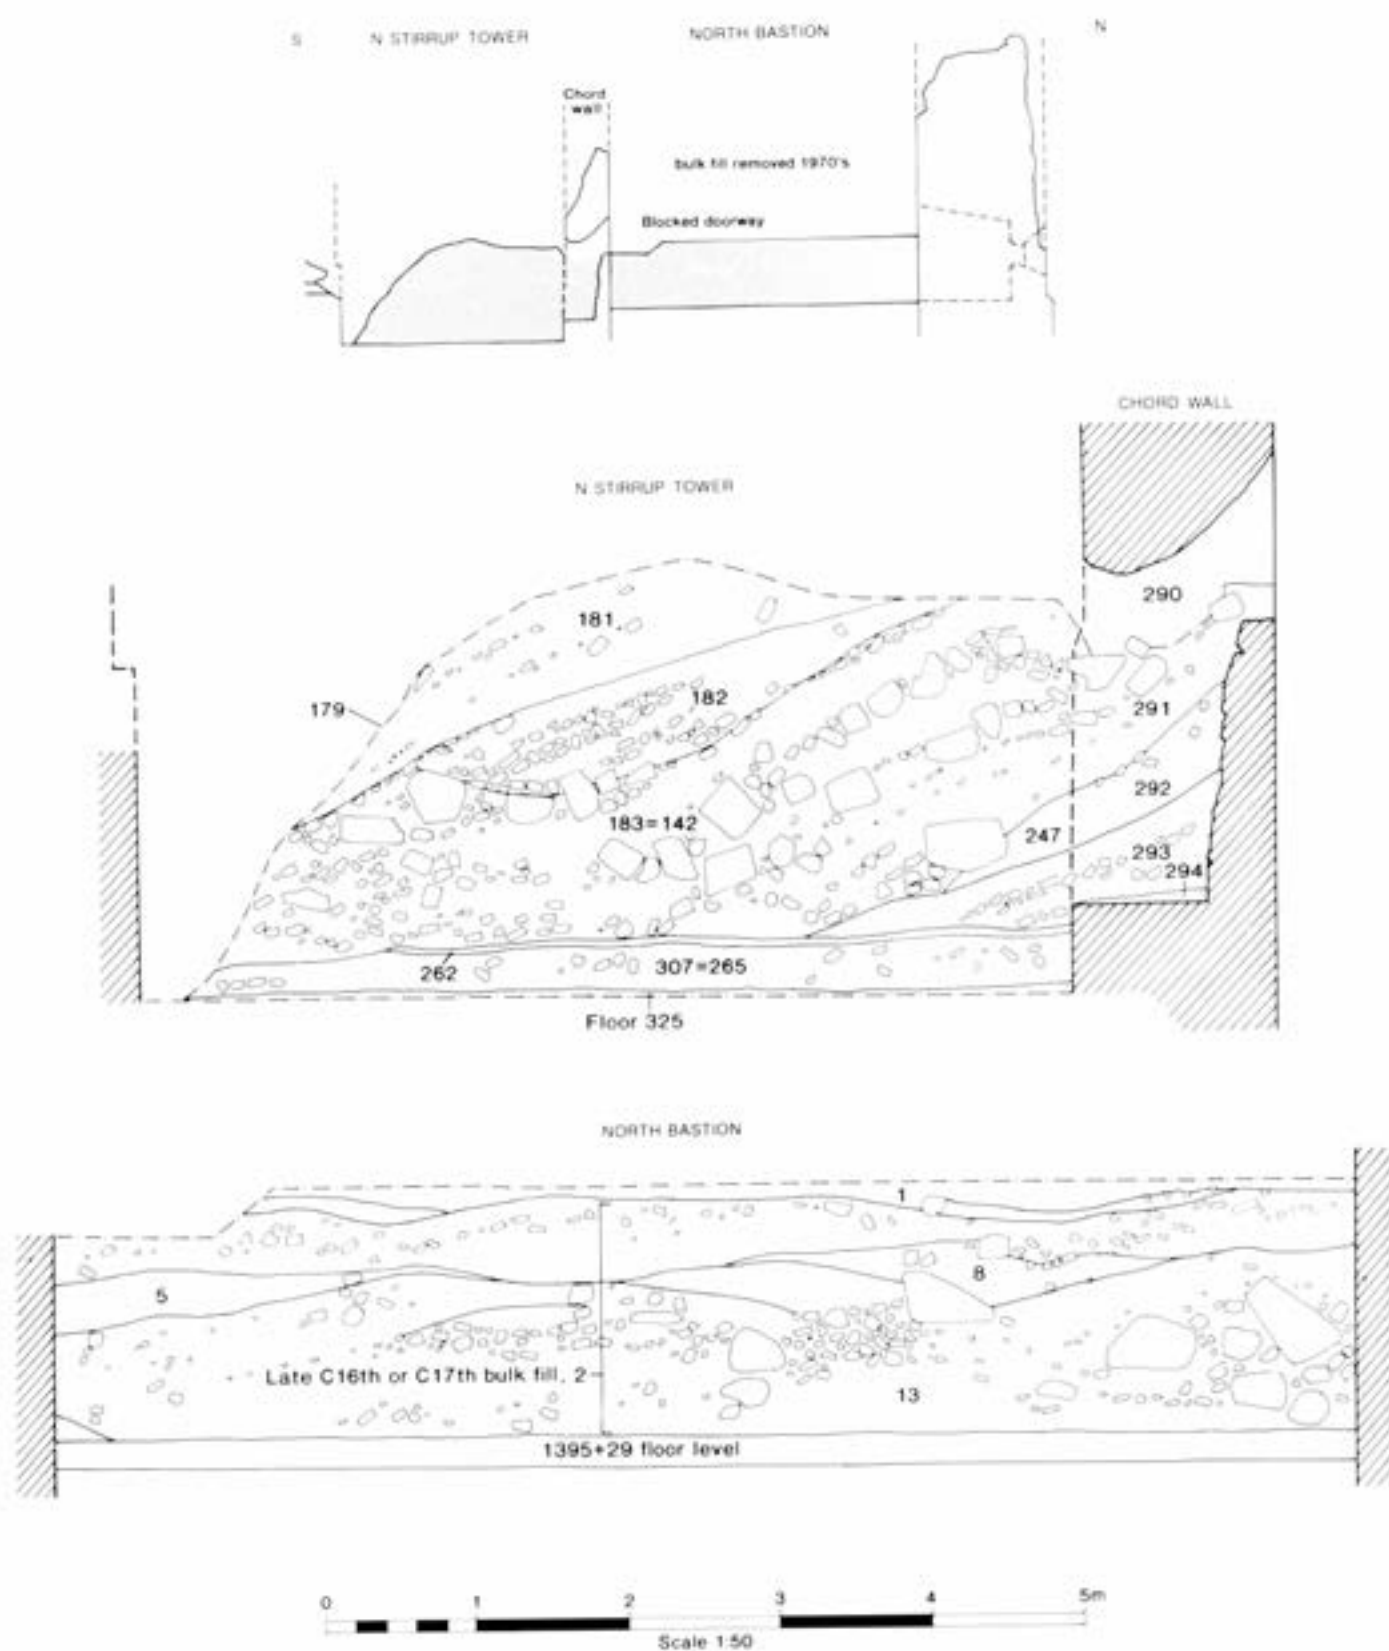 S N STIRRUP TOWER NORTH BASTION N
Chord
wall
bulk fill removed 1970's
Blocked doorway
CHORD WALL
N STIRRUP TOWER
290
181
179
182
291
292
183=142
247
293
294
262
307=265
Floor 325
NORTH BASTION
1
8
5
Late C16th or C17th bulk fill, 2
13
1395+29 floor level
0 1 2 3 4 5m
Scale 1:50